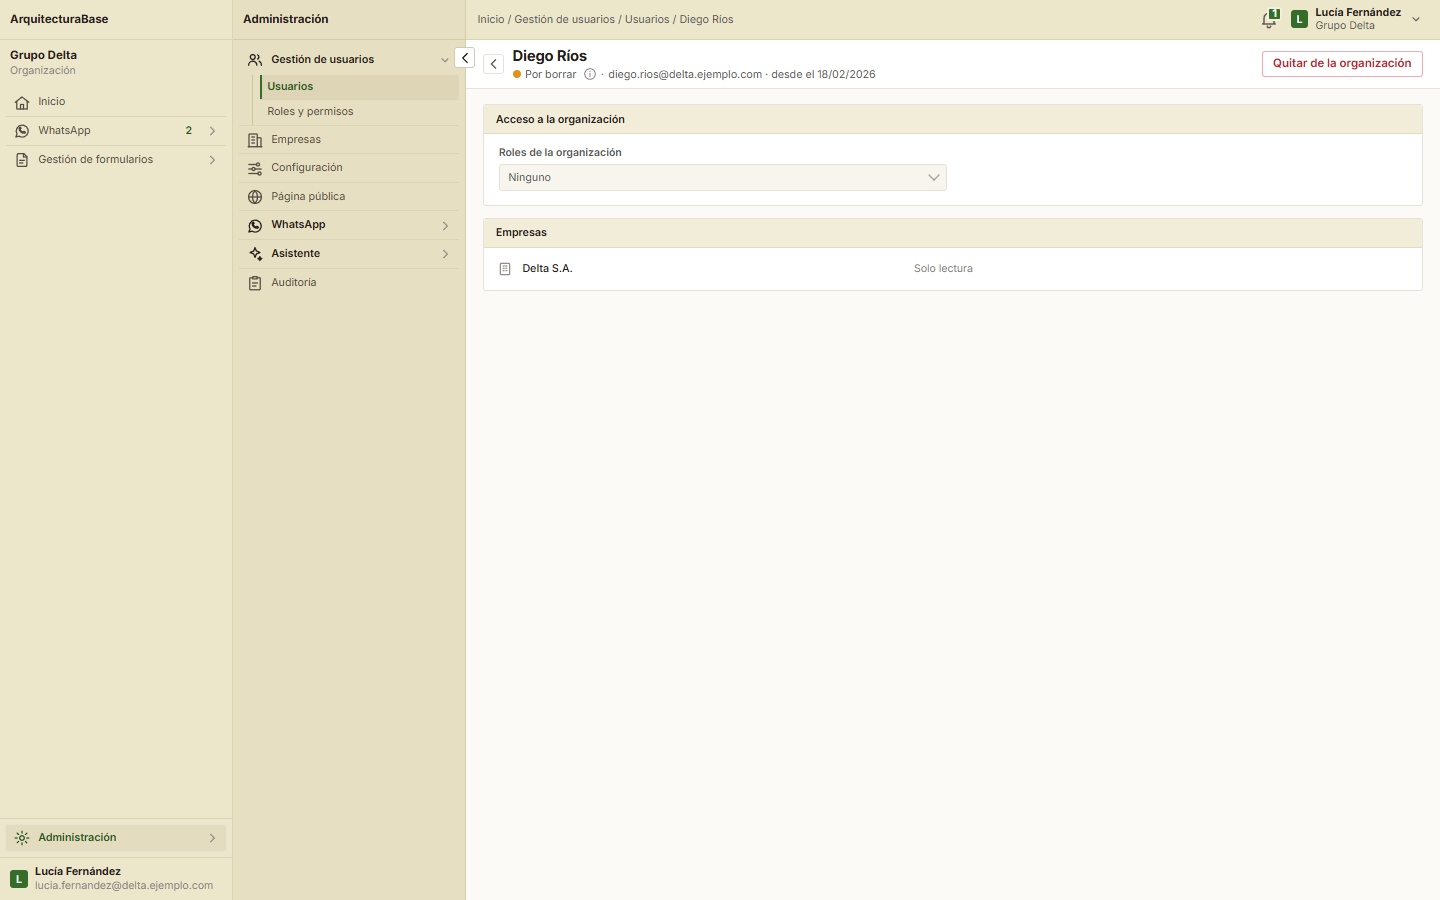 ArquitecturaBase
Grupo Delta
Organización
Inicio
WhatsApp 2
Gestión de formularios
Administración
L Lucía Fernández
lucia.fernandez@delta.ejemplo.com
Administración
Gestión de usuarios
Usuarios
Roles y permisos
Empresas
Configuración
Página pública
WhatsApp
Asistente
Auditoría
Inicio / Gestión de usuarios / Usuarios / Diego Ríos
1
L Lucía Fernández
Grupo Delta
Diego Ríos
Por borrar · diego.rios@delta.ejemplo.com · desde el 18/02/2026
Quitar de la organización
Acceso a la organización
Roles de la organización
Ninguno
Empresas
Delta S.A. Solo lectura